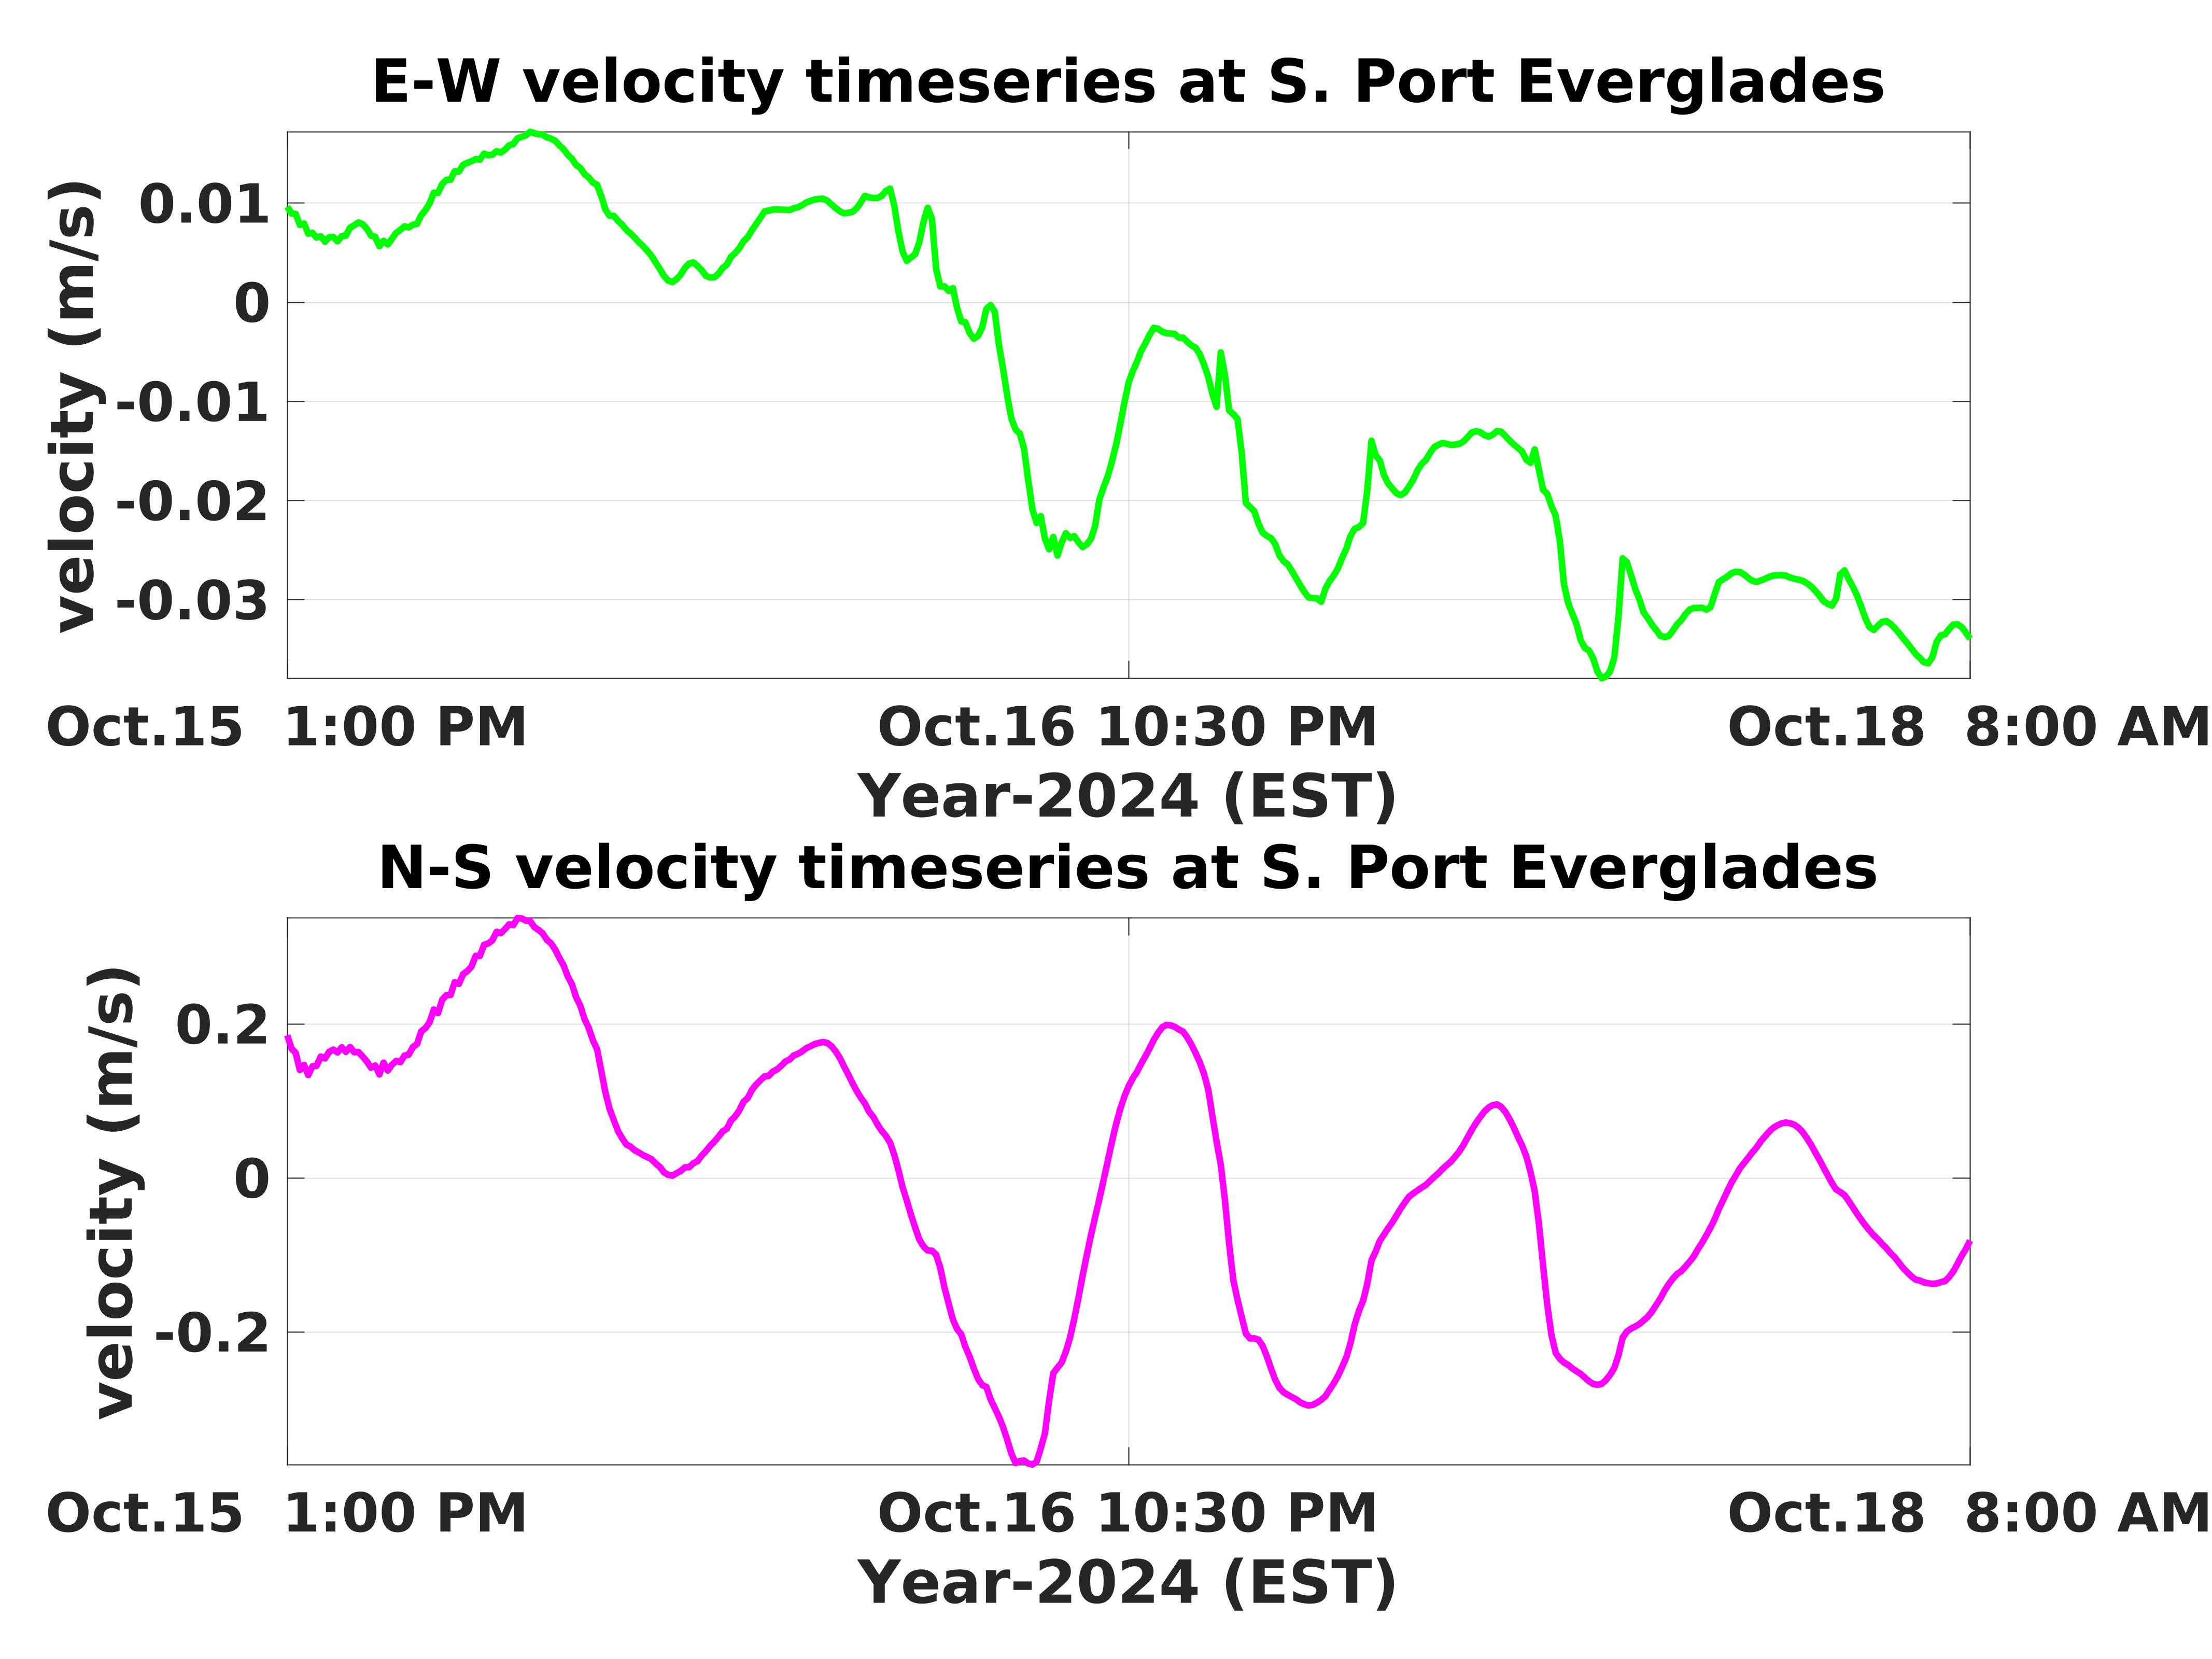 E-W velocity timeseries at S. Port Everglades
velocity (m/s)
0.01
0
-0.01
-0.02
-0.03
Oct.15 1:00 PM
Oct.16 10:30 PM
Oct.18 8:00 AM
Year-2024 (EST)
N-S velocity timeseries at S. Port Everglades
velocity (m/s)
0.2
0
-0.2
Oct.15 1:00 PM
Oct.16 10:30 PM
Oct.18 8:00 AM
Year-2024 (EST)